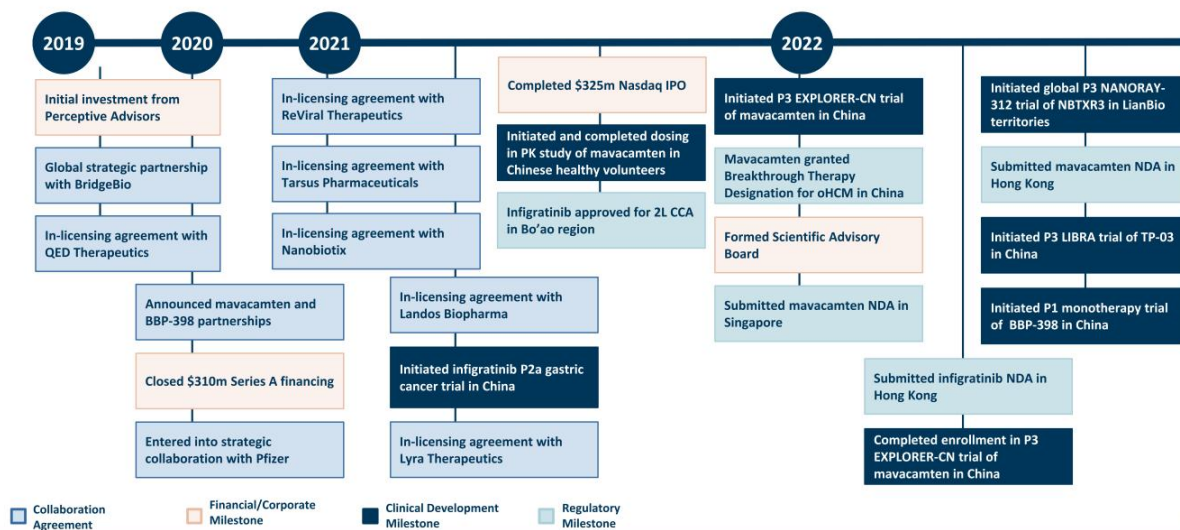 2019
2020
2021
2022
Initial investment from
Perceptive Advisors
Global strategic partnership
with BridgeBio
In-licensing agreement with
QED Therapeutics
Announced mavacamten and
BBP-398 partnerships
Closed $310m Series A financing
Entered into strategic
collaboration with Pfizer
In-licensing agreement with
ReViral Therapeutics
In-licensing agreement with
Tarsus Pharmaceuticals
In-licensing agreement with
Nanobiotix
In-licensing agreement with
Landos Biopharma
Initiated infigratinib P2a gastric
cancer trial in China
In-licensing agreement with
Lyra Therapeutics
Completed $325m Nasdaq IPO
Initiated and completed dosing
in PK study of mavacamten in
Chinese healthy volunteers
Infigratinib approved for 2L CCA
in Bo’ao region
Initiated P3 EXPLORER-CN trial
of mavacamten in China
Mavacamten granted
Breakthrough Therapy
Designation for oHCM in China
Formed Scientific Advisory
Board
Submitted mavacamten NDA in
Singapore
Submitted infigratinib NDA in
Hong Kong
Completed enrollment in P3
EXPLORER-CN trial of
mavacamten in China
Initiated global P3 NANORAY-
312 trial of NBTXR3 in LianBio
territories
Submitted mavacamten NDA in
Hong Kong
Initiated P3 LIBRA trial of TP-03
in China
Initiated P1 monotherapy trial
of BBP-398 in China
Collaboration
Agreement
Financial/Corporate
Milestone
Clinical Development
Milestone
Regulatory
Milestone